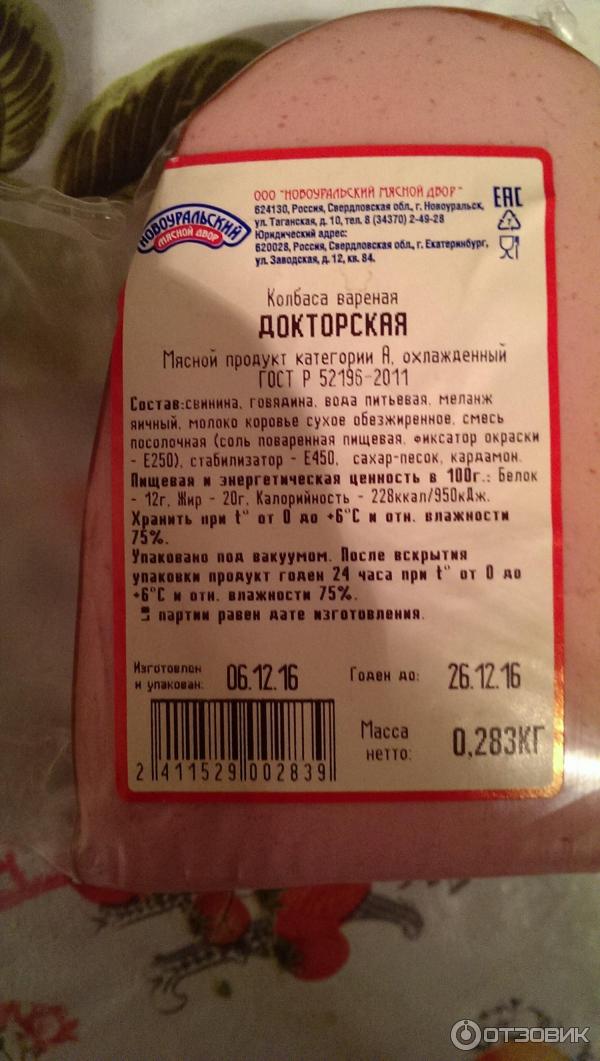 ООО "НОВОУРАЛЬСКИЙ МЯСНОЙ ДВОР"
624130, Россия, Свердловская обл., г. Новоуральск,
ул. Таганская, д. 10, тел. 8 (34370) 2-49-28
Юридический адрес:
620028, Россия, Свердловская обл., г. Екатеринбург,
ул. Заводская, д. 12, кв. 84.
ЕАС
НОВОУРАЛЬСКИЙ
МЯСНОЙ ДВОР
Колбаса вареная
ДОКТОРСКАЯ
Мясной продукт категории А, охлажденный
ГОСТ Р 52196-2011
Состав:свинина, говядина, вода питьевая, меланж
яичный, молоко коровье сухое обезжиренное, смесь
посолочная (соль поваренная пищевая, фиксатор окраски
- Е250), стабилизатор - Е450, сахар-песок, кардамон.
Пищевая и энергетическая ценность в 100г.: Белок
- 12г, Жир - 20г, Калорийность - 228ккал/950кДж.
Хранить при t° от 0 до +6°С и отн. влажности
75%.
Упаковано под вакуумом. После вскрытия
упаковки продукт годен 24 часа при t° от 0 до
+6°С и отн. влажности 75%.
партии равен дате изготовления.
Изготовлен
и упакован: 06.12.16 Годен до: 26.12.16
Масса
нетто: 0,283КГ
2 411529 002839
ОТЗОВИК